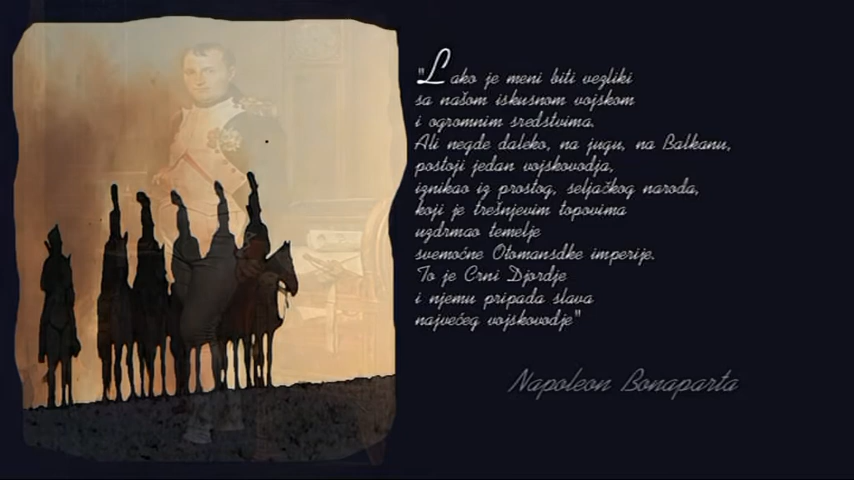 "Lako je meni biti vezliki
sa našom iskusnom vojskom
i ogromnim sredstvima.
Ali negde daleko, na jugu, na Balkanu,
postoji jedan vojskovodja,
iznikao iz prostog, seljačkog naroda,
koji je trešnjevim topovima
uzdrmao temelje
svemoćne Otomansdke imperije.
To je Crni Djordje
i njemu pripada slava
najvećeg vojskovodje"
Napoleon Bonaparta